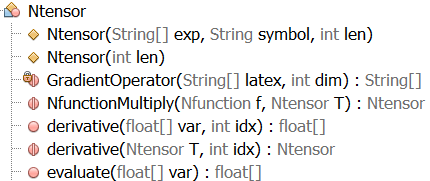 Ntensor
Ntensor(String[] exp, String symbol, int len)
Ntensor(int len)
GradientOperator(String[] latex, int dim) : String[]
NfunctionMultiply(Nfunction f, Ntensor T) : Ntensor
derivative(float[] var, int idx) : float[]
derivative(Ntensor T, int idx) : Ntensor
evaluate(float[] var) : float[]